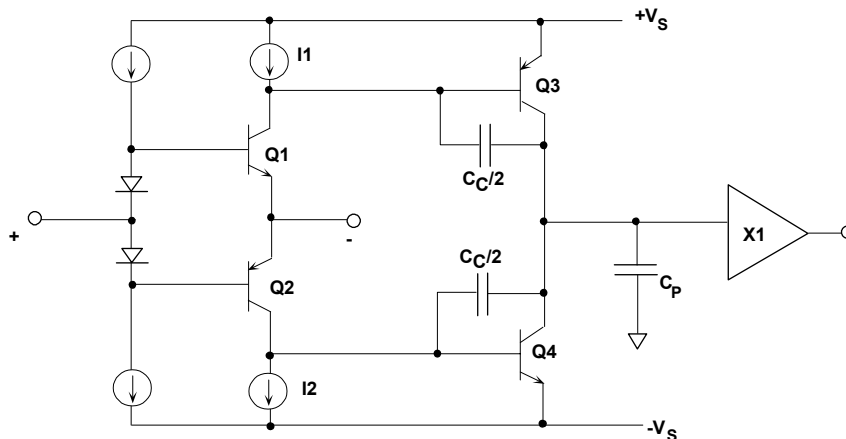 +VS
I1
Q3
Q1
CC/2
+
-
X1
CC/2
Q2
CP
Q4
I2
-VS